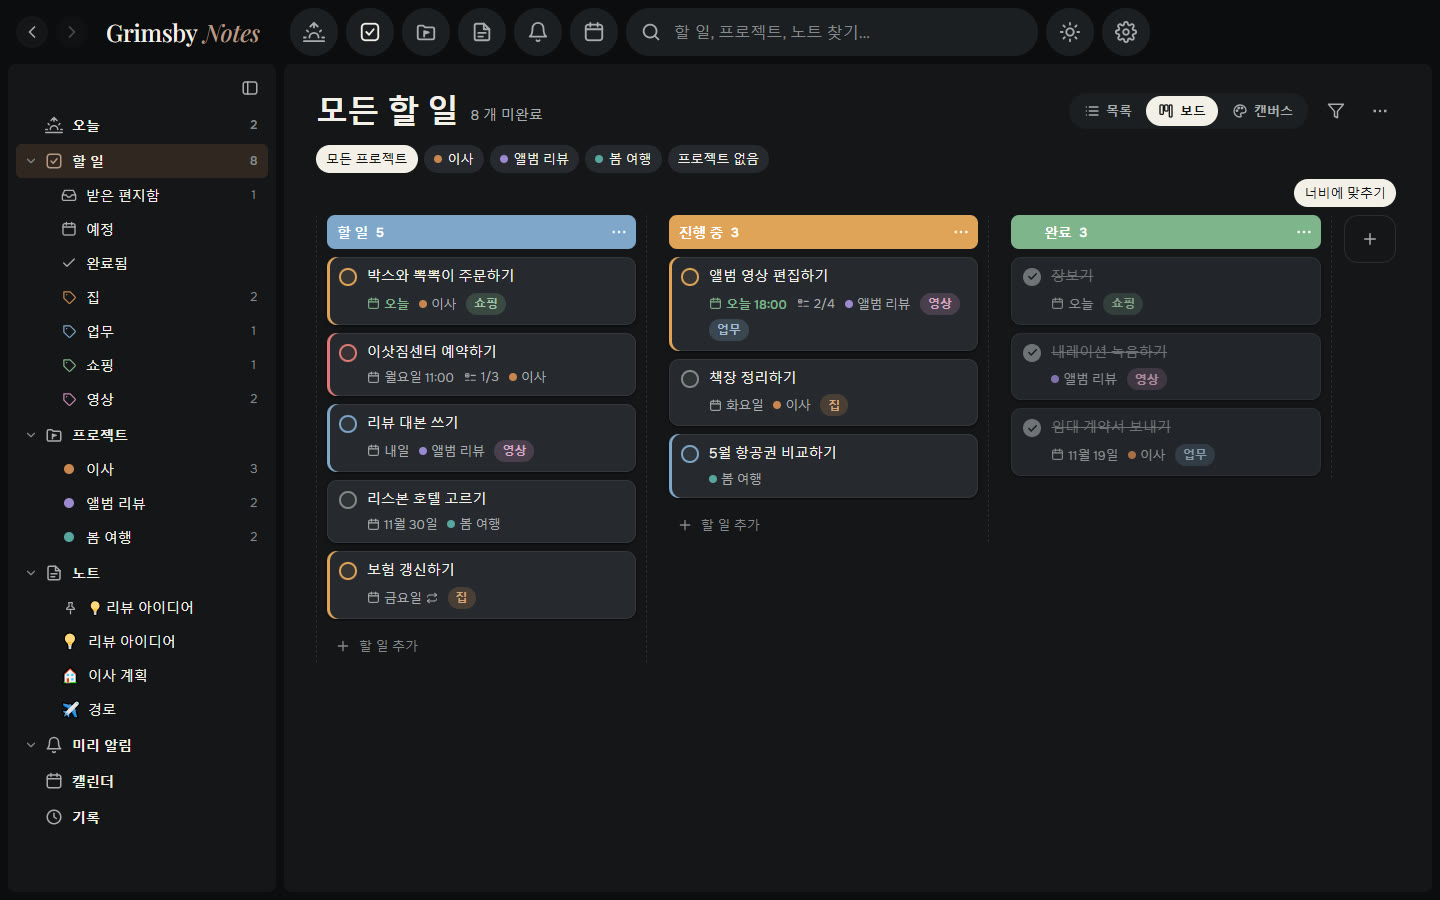 Grimsby Notes
할 일, 프로젝트, 노트 찾기...
오늘 2
할 일 8
받은 편지함 1
예정
완료됨
집 2
업무 1
쇼핑 1
영상 2
프로젝트
이사 3
앨범 리뷰 2
봄 여행 2
노트
리뷰 아이디어
리뷰 아이디어
이사 계획
경로
미리 알림
캘린더
기록
모든 할 일 8 개 미완료
목록 보드 캔버스
모든 프로젝트 이사 앨범 리뷰 봄 여행 프로젝트 없음
너비에 맞추기
할 일 5
박스와 뽁뽁이 주문하기
오늘 이사 쇼핑
이삿짐센터 예약하기
월요일 11:00 1/3 이사
리뷰 대본 쓰기
내일 앨범 리뷰 영상
리스본 호텔 고르기
11월 30일 봄 여행
보험 갱신하기
금요일 집
할 일 추가
진행 중 3
앨범 영상 편집하기
오늘 18:00 2/4 앨범 리뷰 영상
업무
책장 정리하기
화요일 이사 집
5월 항공권 비교하기
봄 여행
할 일 추가
완료 3
장보기
오늘 쇼핑
내레이션 녹음하기
앨범 리뷰 영상
임대 계약서 보내기
11월 19일 이사 업무